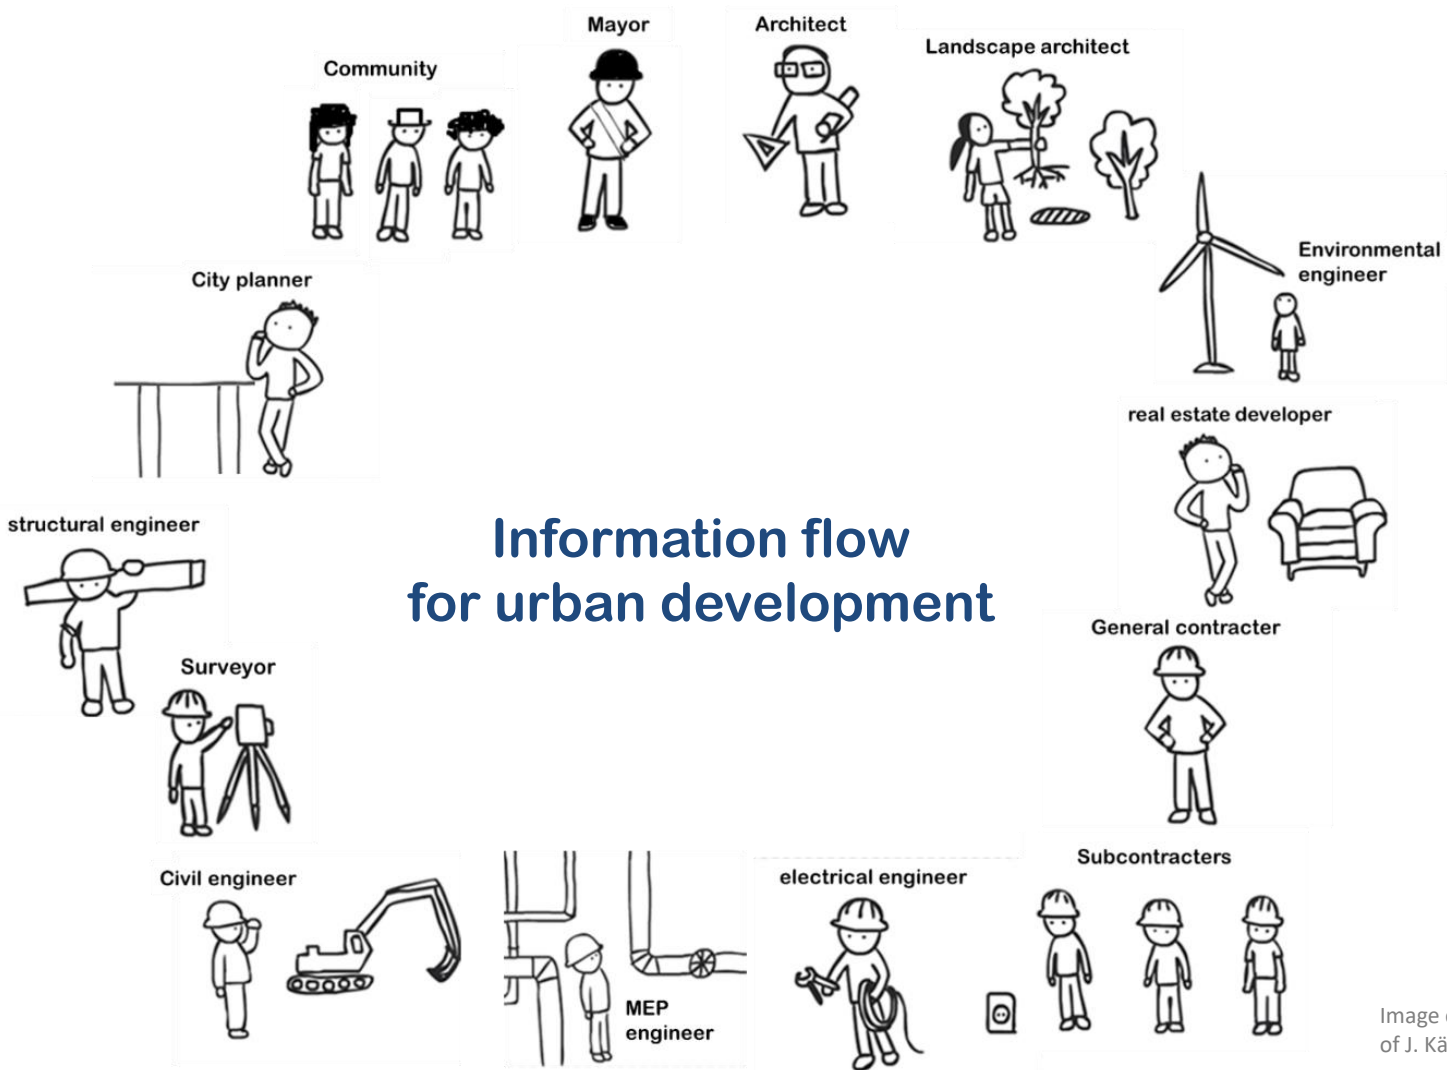 Mayor
Architect
Landscape architect
Community
Environmental
engineer
City planner
real estate developer
structural engineer
Information flow
for urban development
General contracter
Surveyor
Subcontracters
Civil engineer
electrical engineer
MEP
engineer
Image
of J.